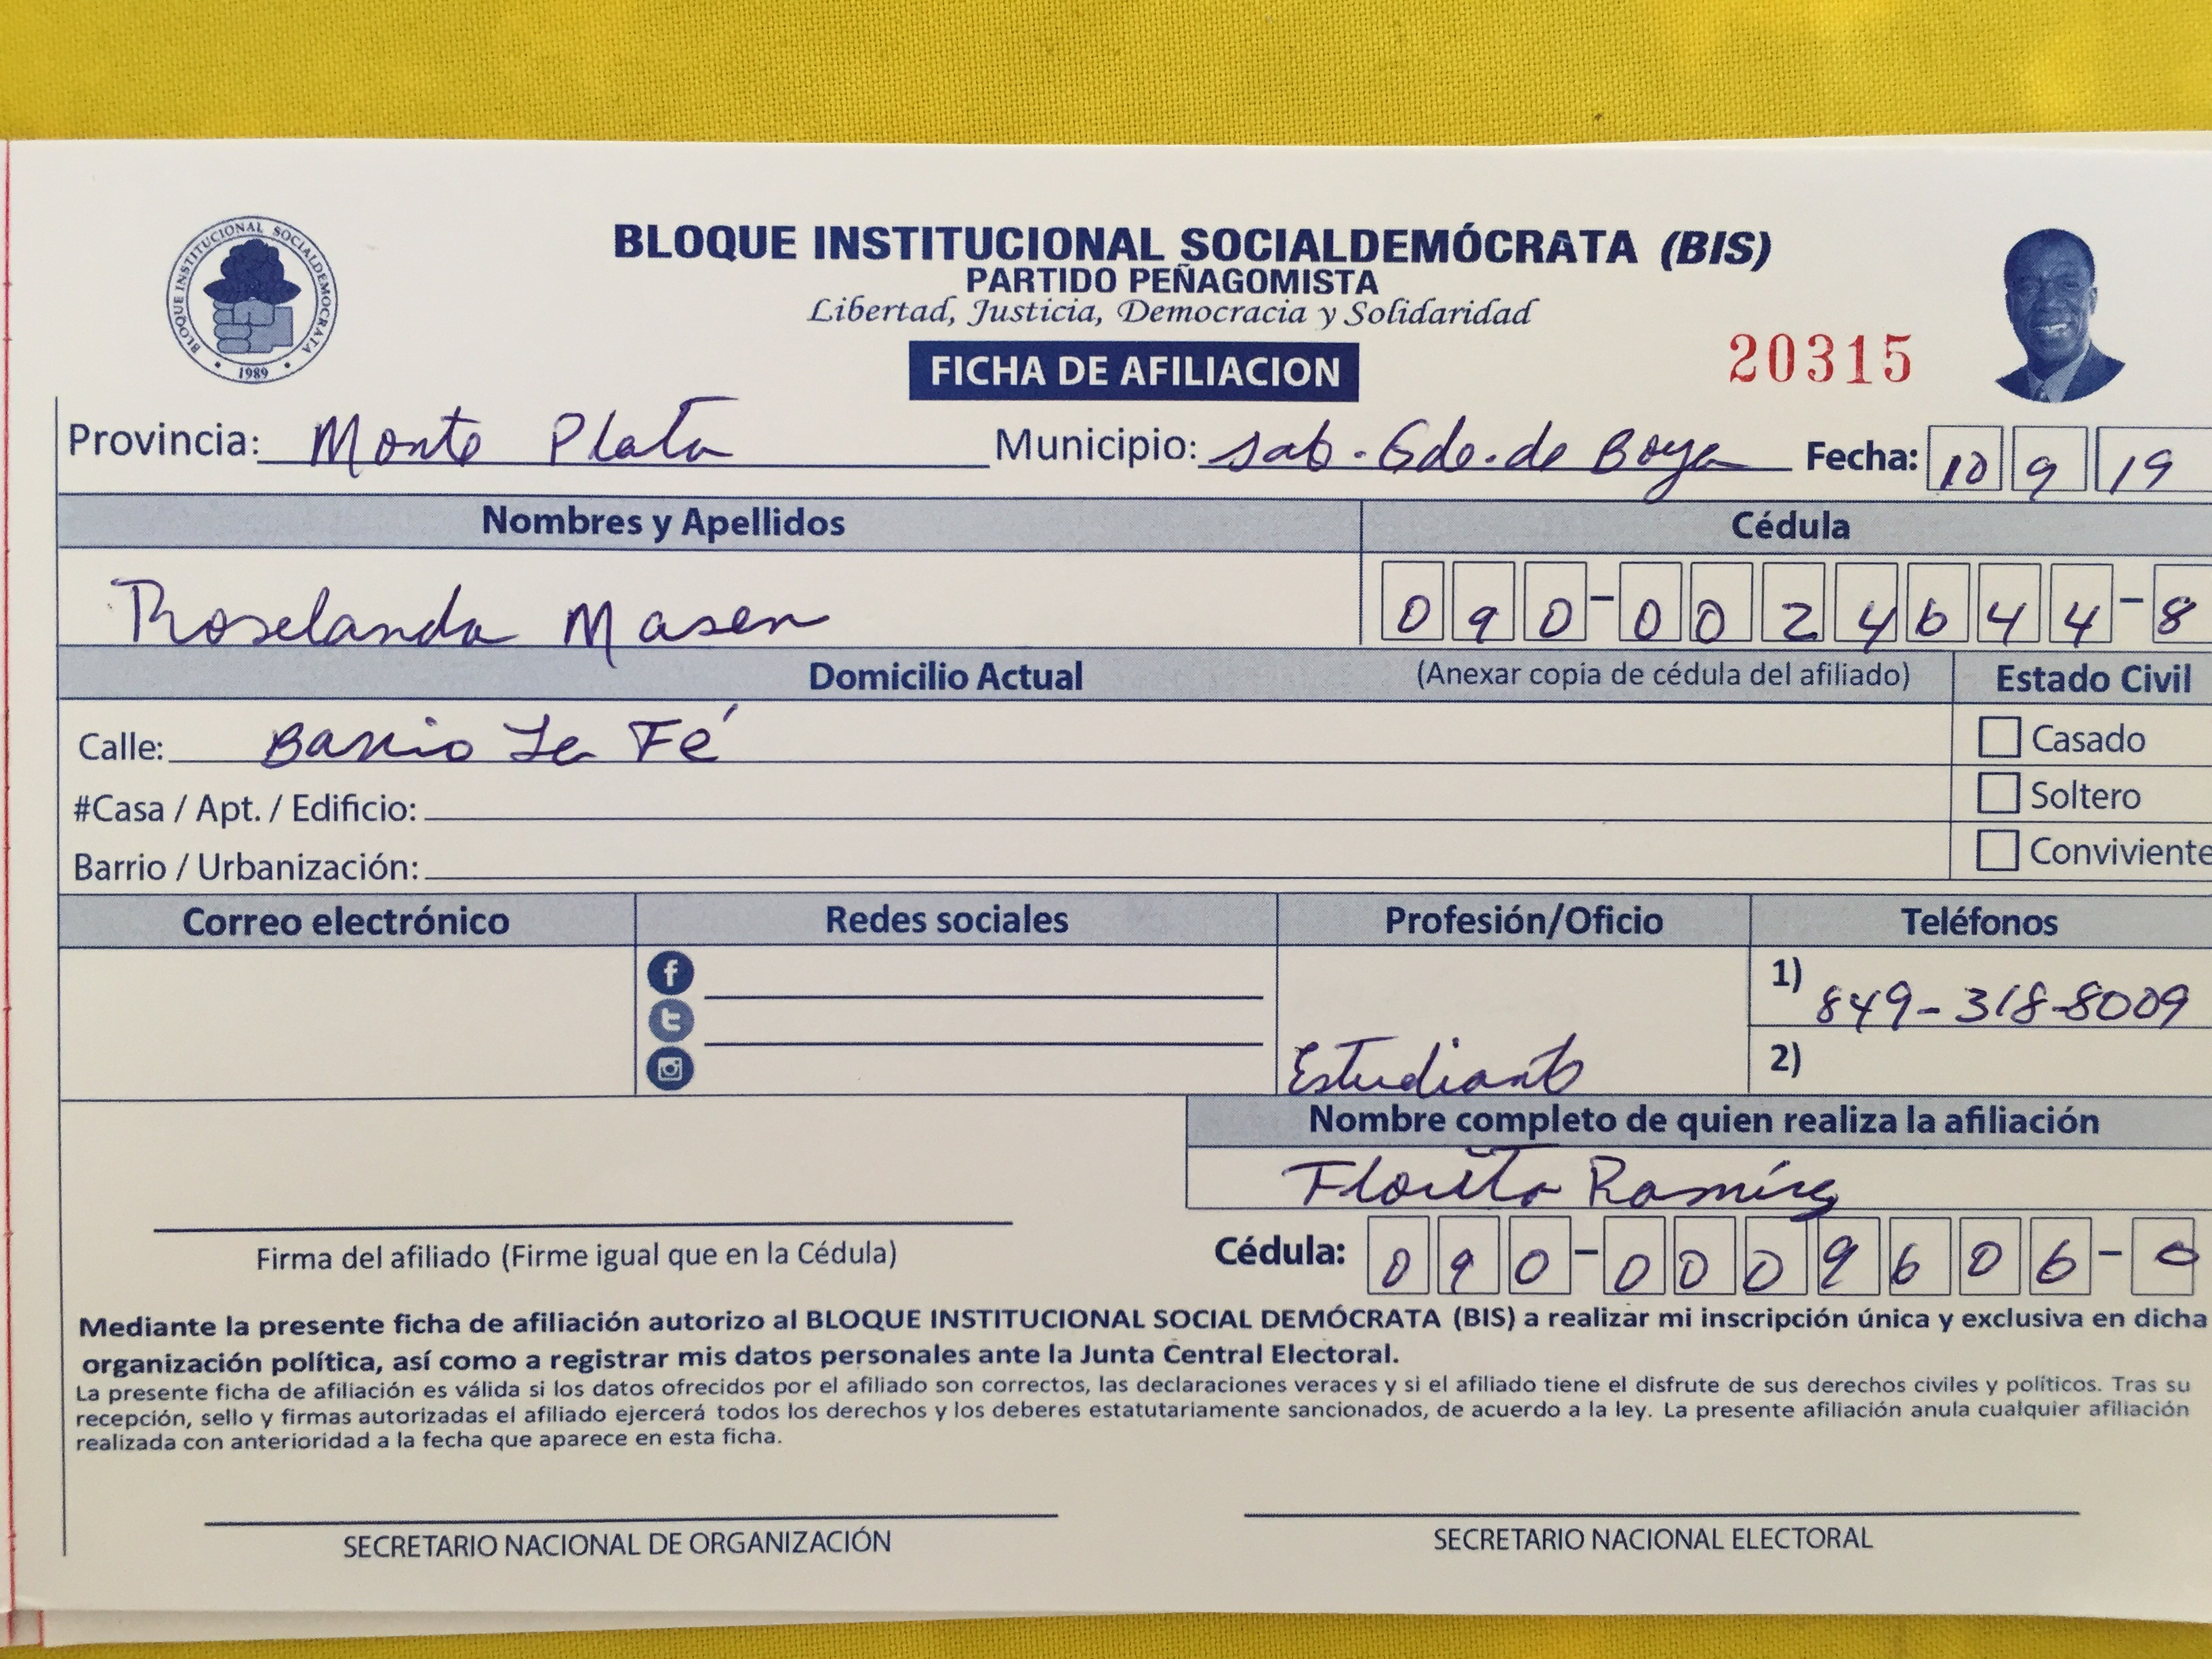 BLOQUE INSTITUCIONAL SOCIALDEMÓCRATA
1989
BLOQUE INSTITUCIONAL SOCIALDEMÓCRATA (BIS)
PARTIDO PEÑAGOMISTA
Libertad, Justicia, Democracia y Solidaridad
FICHA DE AFILIACION
20315
Provincia: Monte Plata Municipio: Sab. Gde. de Boya Fecha: 10 9 19
Nombres y Apellidos Cédula
Roselanda Masen 090-0024644-8
Domicilio Actual (Anexar copia de cédula del afiliado) Estado Civil
Calle: Barrio La Fé Casado
#Casa / Apt. / Edificio: Soltero
Barrio / Urbanización: Conviviente
Correo electrónico Redes sociales Profesión/Oficio Teléfonos
1) 849-318-8009
2)
Estudiante
Nombre completo de quien realiza la afiliación
Florita Ramírez
Firma del afiliado (Firme igual que en la Cédula) Cédula: 090-0009606-0
Mediante la presente ficha de afiliación autorizo al BLOQUE INSTITUCIONAL SOCIAL DEMÓCRATA (BIS) a realizar mi inscripción única y exclusiva en dicha
organización política, así como a registrar mis datos personales ante la Junta Central Electoral.
La presente ficha de afiliación es válida si los datos ofrecidos por el afiliado son correctos, las declaraciones veraces y si el afiliado tiene el disfrute de sus derechos civiles y políticos. Tras su
recepción, sello y firmas autorizadas el afiliado ejercerá todos los derechos y los deberes estatutariamente sancionados, de acuerdo a la ley. La presente afiliación anula cualquier afiliación
realizada con anterioridad a la fecha que aparece en esta ficha.
SECRETARIO NACIONAL DE ORGANIZACIÓN SECRETARIO NACIONAL ELECTORAL